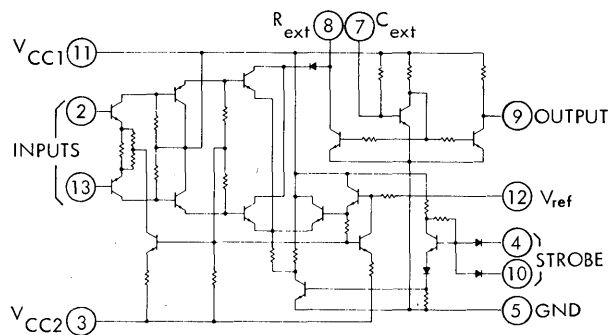 R ext 8 7 C ext
V CC1 11
2
INPUTS
13
9 OUTPUT
12 V ref
4
STROBE
10
V CC2 3
5 GND